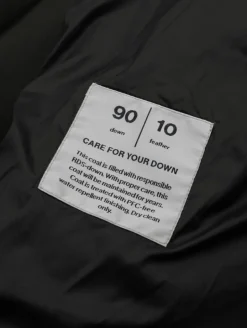 90 | 10
down feather
CARE FOR YOUR DOWN
This coat is filled with responsible
RDS-down. With proper care, this
coat will be maintained for years.
Coat is treated with PFC-free
water repellent finishing. Dry clean
only.